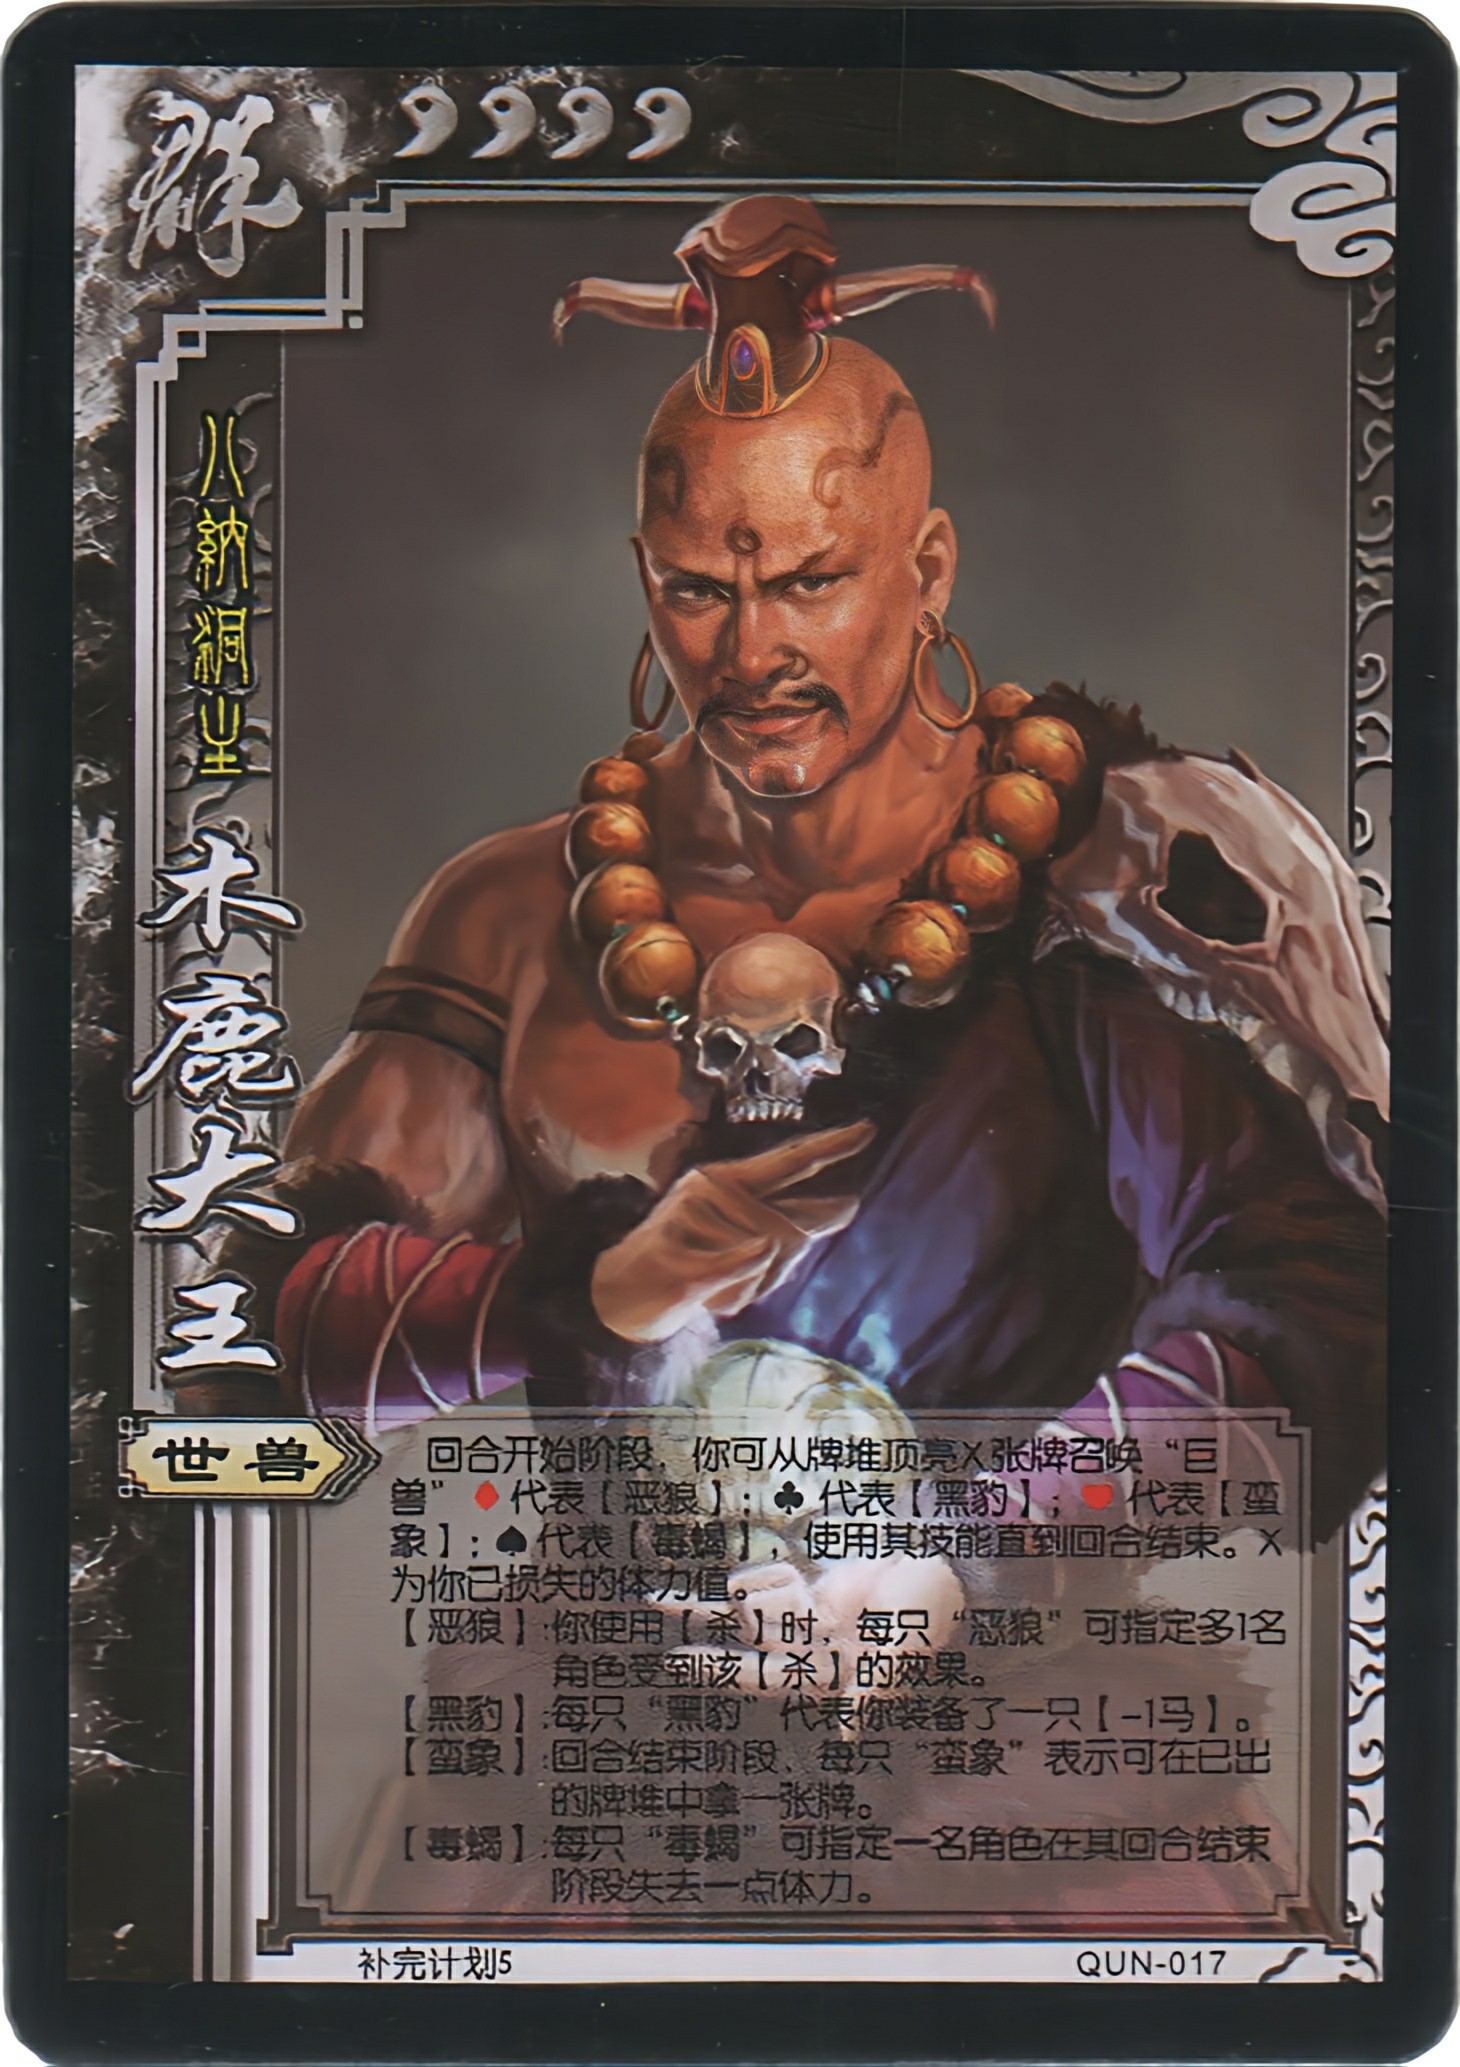 群
八纳洞主
木鹿大王
世兽
回合开始阶段，你可从牌堆顶亮X张牌召唤“巨
兽”♦代表【恶狼】；♣代表【黑豹】；♥代表【蛮
象】；♠代表【毒蝎】，使用其技能直到回合结束。X
为你已损失的体力值。
【恶狼】:你使用【杀】时，每只“恶狼”可指定多1名
角色受到该【杀】的效果。
【黑豹】:每只“黑豹”代表你装备了一只【-1马】。
【蛮象】:回合结束阶段，每只“蛮象”表示可在已出
的牌堆中拿一张牌。
【毒蝎】:每只“毒蝎”可指定一名角色在其回合结束
阶段失去一点体力。
补完计划5
QUN-017